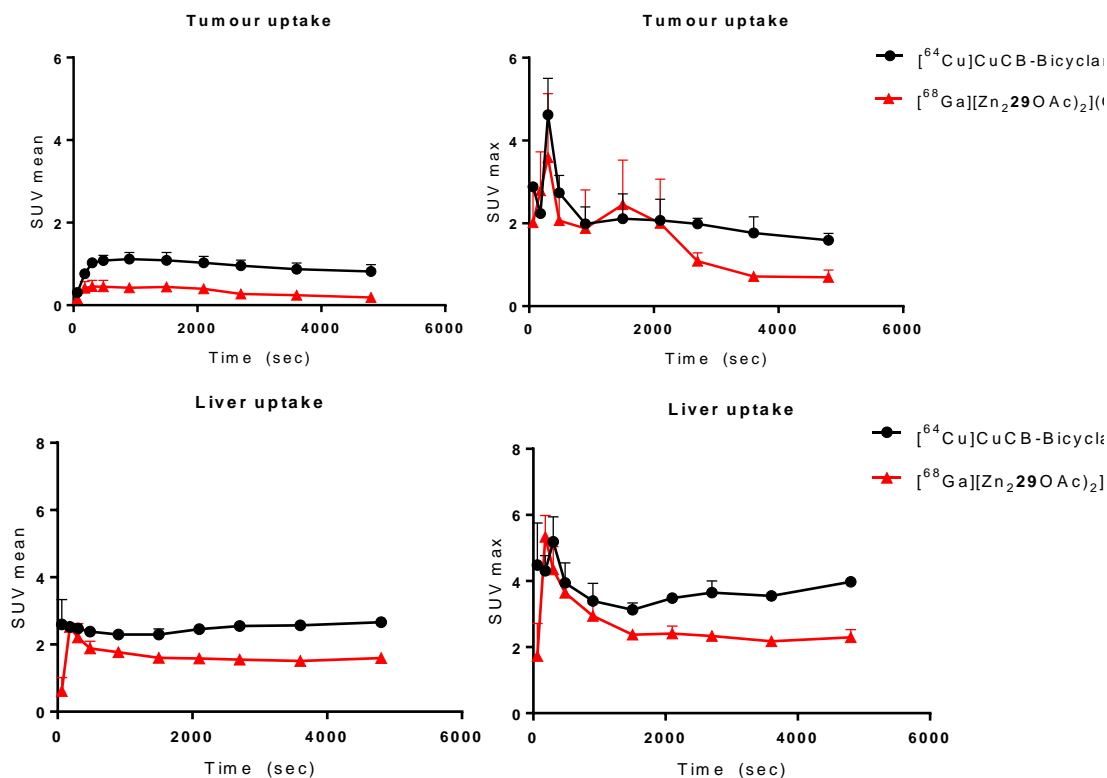 Tumour uptake
6
4
2
0
SUV mean
0 2000 4000 6000
Time (sec)
Tumour uptake
6
4
2
0
SUV max
0 2000 4000 6000
Time (sec)
[⁶⁴Cu]CuCB-Bicycla
[⁶⁸Ga][Zn₂29OAc)₂](
Liver uptake
8
6
4
2
0
SUV mean
0 2000 4000 6000
Time (sec)
Liver uptake
8
6
4
2
0
SUV max
0 2000 4000 6000
Time (sec)
[⁶⁴Cu]CuCB-Bicycla
[⁶⁸Ga][Zn₂29OAc)₂]